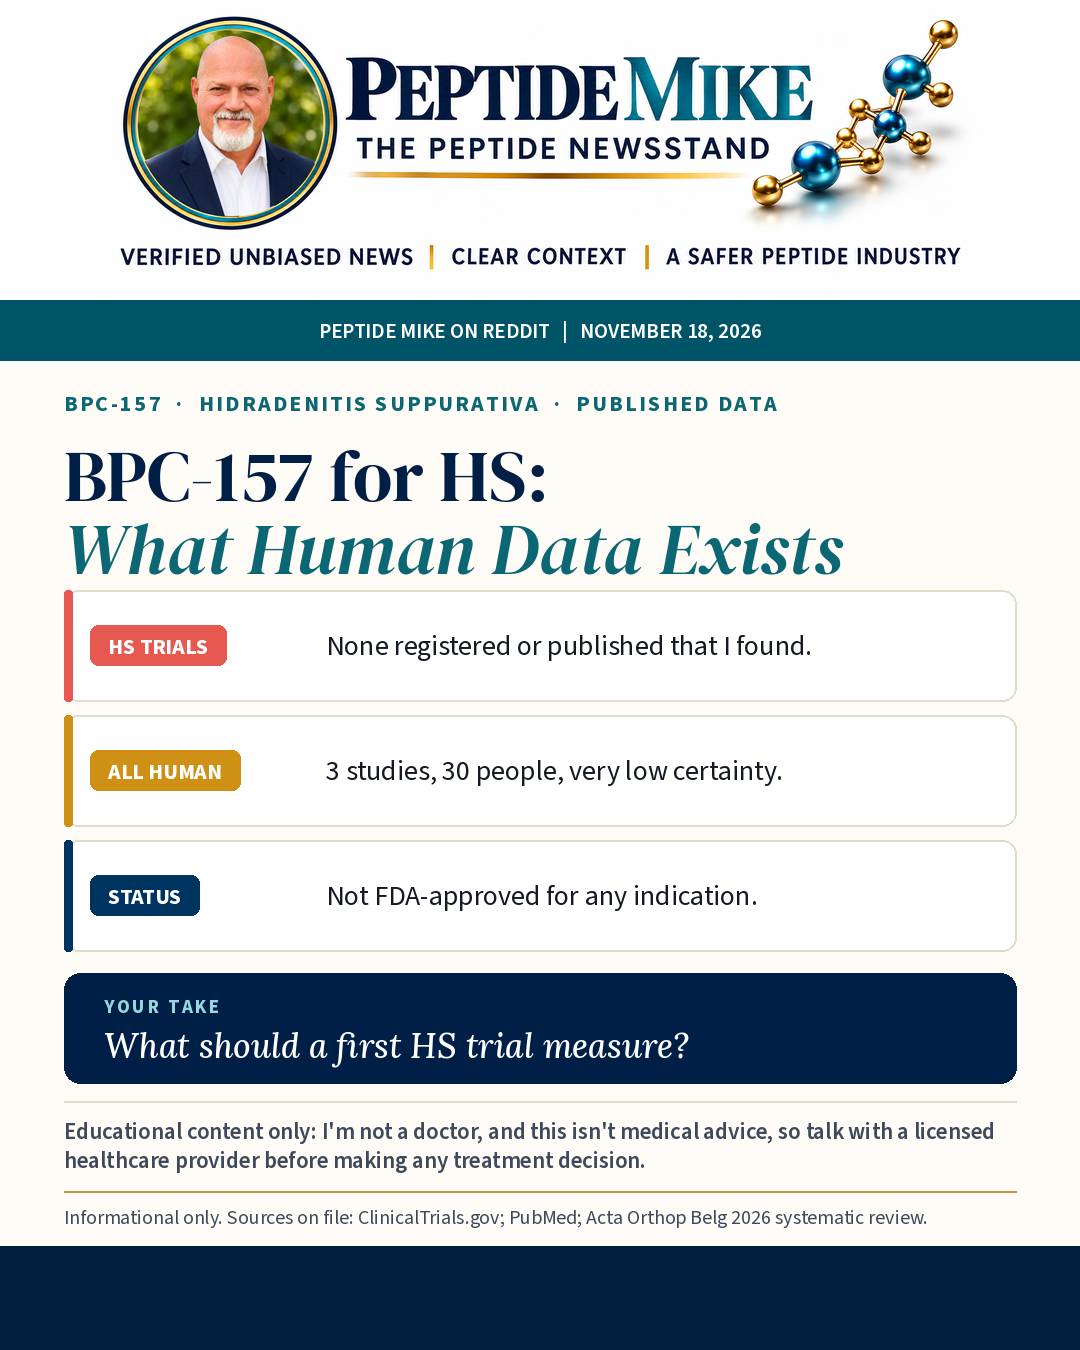 PEPTIDEMIKE
THE PEPTIDE NEWSSTAND
VERIFIED UNBIASED NEWS | CLEAR CONTEXT | A SAFER PEPTIDE INDUSTRY
PEPTIDE MIKE ON REDDIT | NOVEMBER 18, 2026
BPC-157 · HIDRADENITIS SUPPURATIVA · PUBLISHED DATA
BPC-157 for HS:
What Human Data Exists
HS TRIALS None registered or published that I found.
ALL HUMAN 3 studies, 30 people, very low certainty.
STATUS Not FDA-approved for any indication.
YOUR TAKE
What should a first HS trial measure?
Educational content only: I'm not a doctor, and this isn't medical advice, so talk with a licensed
healthcare provider before making any treatment decision.
Informational only. Sources on file: ClinicalTrials.gov; PubMed; Acta Orthop Belg 2026 systematic review.